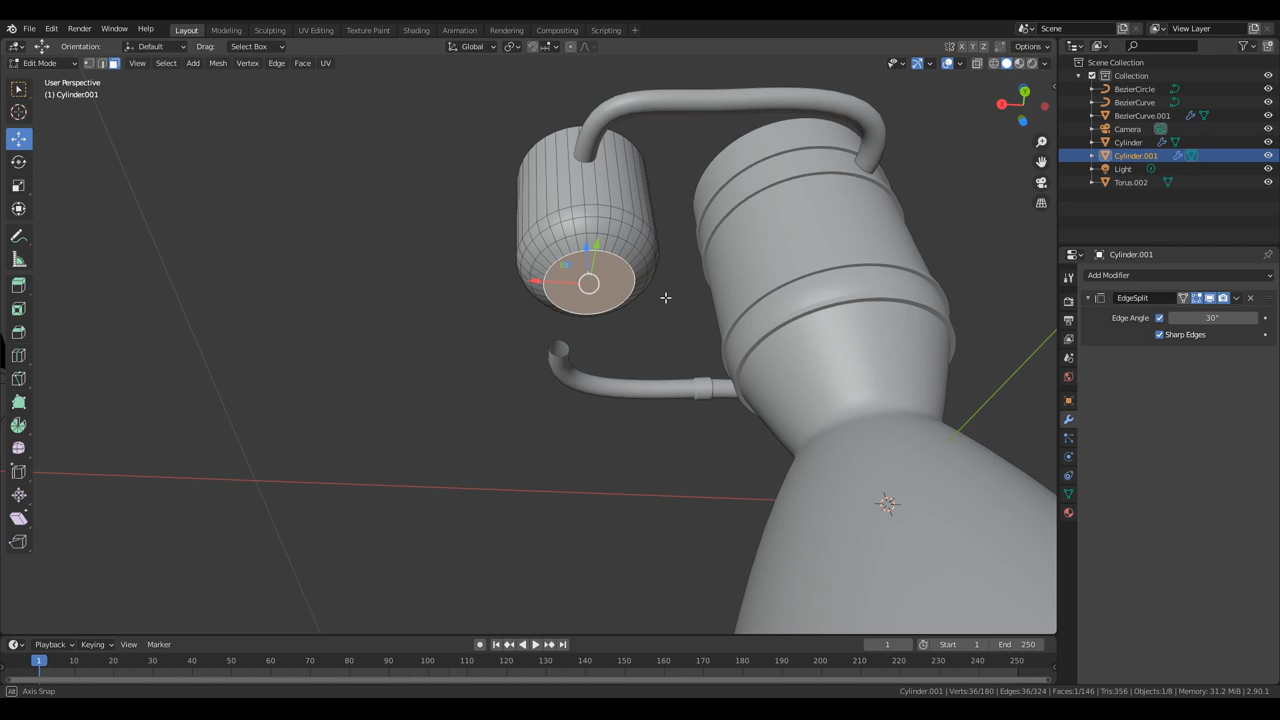 File Edit Render Window Help Layout Modeling Sculpting UV Editing Texture Paint Shading Animation Rendering Compositing Scripting + Scene View Layer
Orientation: Default Drag: Select Box Global X Y Z Options
Edit Mode View Select Add Mesh Vertex Edge Face UV
User Perspective
(1) Cylinder.001
Y
X
Scene Collection
Collection
BezierCircle
BezierCurve
BezierCurve.001
Camera
Cylinder
Cylinder.001
Light
Torus.002
Cylinder.001
Add Modifier
EdgeSplit
Edge Angle 30°
Sharp Edges
Playback Keying View Marker 1 Start 1 End 250
1 10 20 30 40 50 60 70 80 90 100 110 120 130 140 150 160 170 180 190 200 210 220 230 240 250
Alt Axis Snap Cylinder.001 | Verts:36/180 | Edges:36/324 | Faces:1/146 | Tris:356 | Objects:1/8 | Memory: 31.2 MiB | 2.90.1